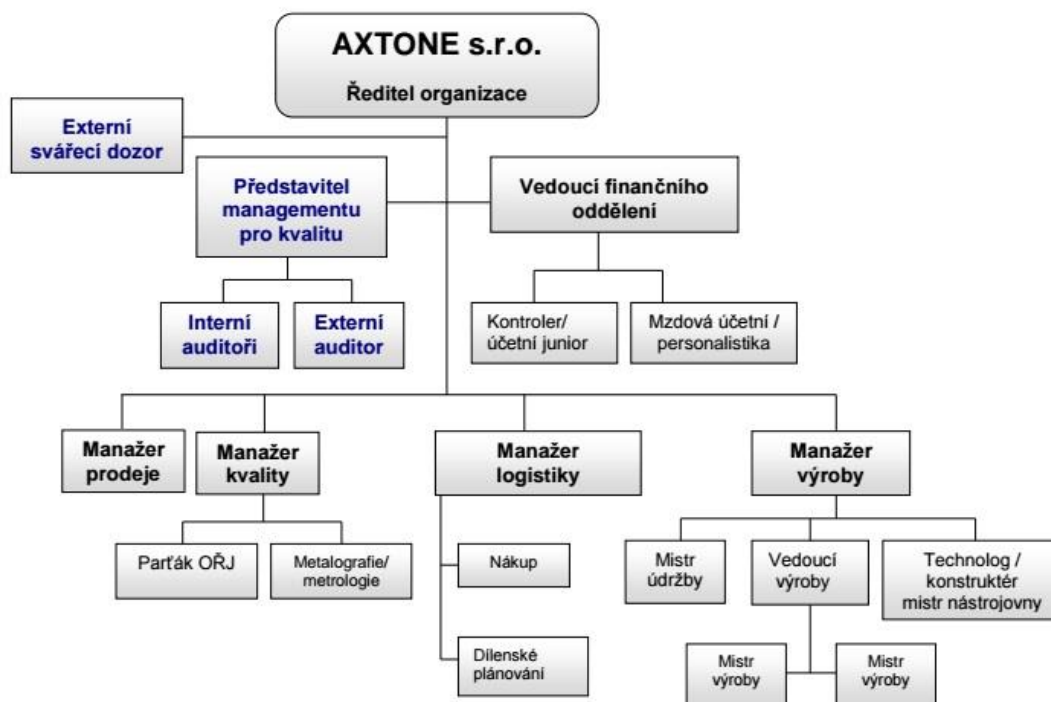 AXTONE s.r.o.
Ředitel organizace
Externí
svářecí dozor
Představitel
managementu
pro kvalitu
Vedoucí finančního
oddělení
Interní
auditoři
Externí
auditor
Kontroler/
účetní junior
Mzdová účetní /
personalistika
Manažer
prodeje
Manažer
kvality
Manažer
logistiky
Manažer
výroby
Parťák OŘJ
Metalografie/
metrologie
Nákup
Mistr
údržby
Vedoucí
výroby
Technolog /
konstruktér
mistr nástrojovny
Dílenské
plánování
Mistr
výroby
Mistr
výroby